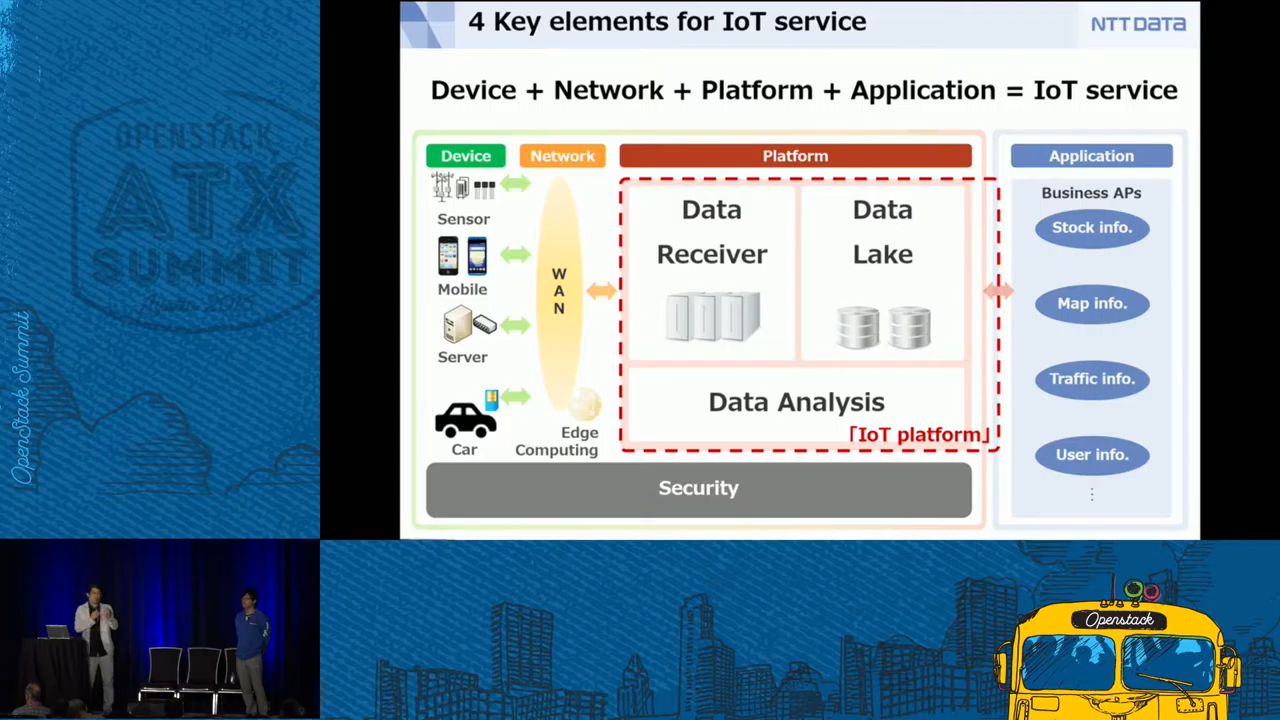 4 Key elements for IoT service
NTT DATA
Device + Network + Platform + Application = IoT service
Device
Network
Platform
Application
Sensor
Mobile
Server
Car
WAN
Edge
Computing
Data
Receiver
Data
Lake
Data Analysis
「IoT platform」
Security
Business APs
Stock info.
Map info.
Traffic info.
User info.
⋮
OPENSTACK
ATX
SUMMIT
OpenStack Summit
Openstack